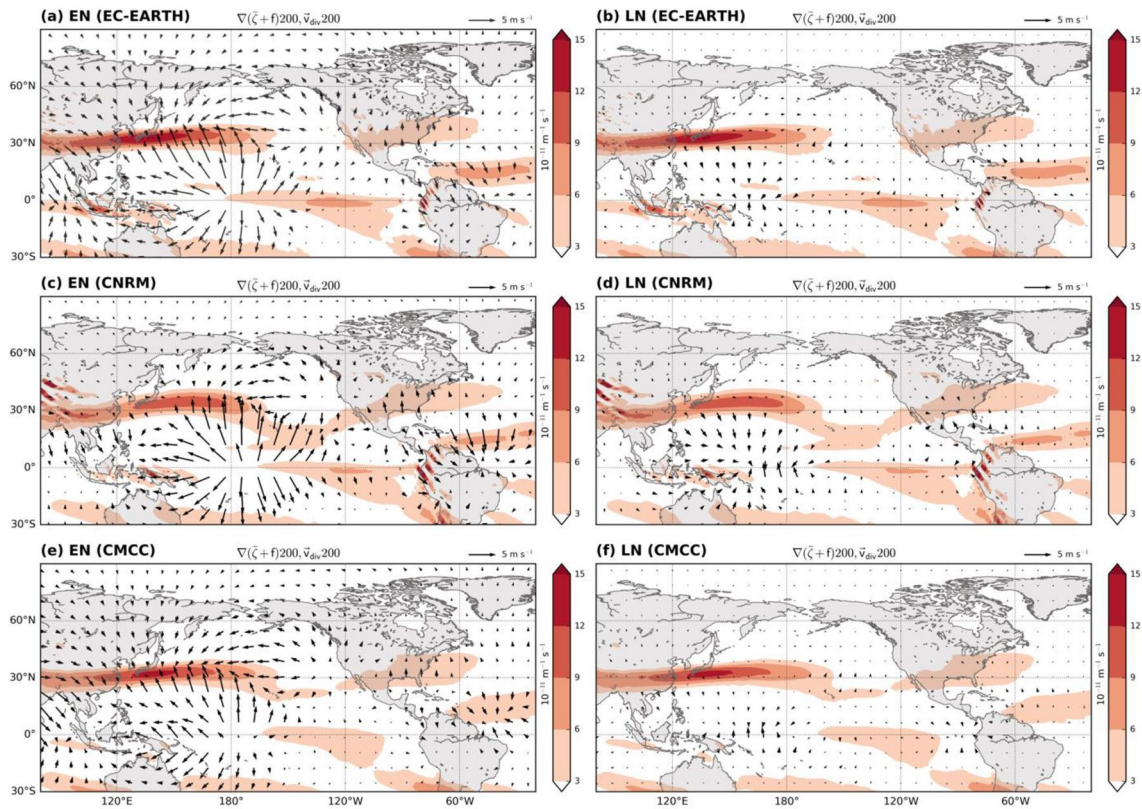 (a) EN (EC-EARTH) ∇(ζ̄+f)200, v⃗div200 5 m s⁻¹
(b) LN (EC-EARTH) ∇(ζ̄+f)200, v⃗div200 5 m s⁻¹
60°N
30°N
0°
30°S
15
12
9
6
3
10⁻¹¹ m⁻¹ s⁻¹
15
12
9
6
3
10⁻¹¹ m⁻¹ s⁻¹
(c) EN (CNRM) ∇(ζ̄+f)200, v⃗div200 5 m s⁻¹
(d) LN (CNRM) ∇(ζ̄+f)200, v⃗div200 5 m s⁻¹
60°N
30°N
0°
30°S
15
12
9
6
3
10⁻¹¹ m⁻¹ s⁻¹
15
12
9
6
3
10⁻¹¹ m⁻¹ s⁻¹
(e) EN (CMCC) ∇(ζ̄+f)200, v⃗div200 5 m s⁻¹
(f) LN (CMCC) ∇(ζ̄+f)200, v⃗div200 5 m s⁻¹
60°N
30°N
0°
30°S
15
12
9
6
3
10⁻¹¹ m⁻¹ s⁻¹
15
12
9
6
3
10⁻¹¹ m⁻¹ s⁻¹
120°E 180° 120°W 60°W
120°E 180° 120°W 60°W